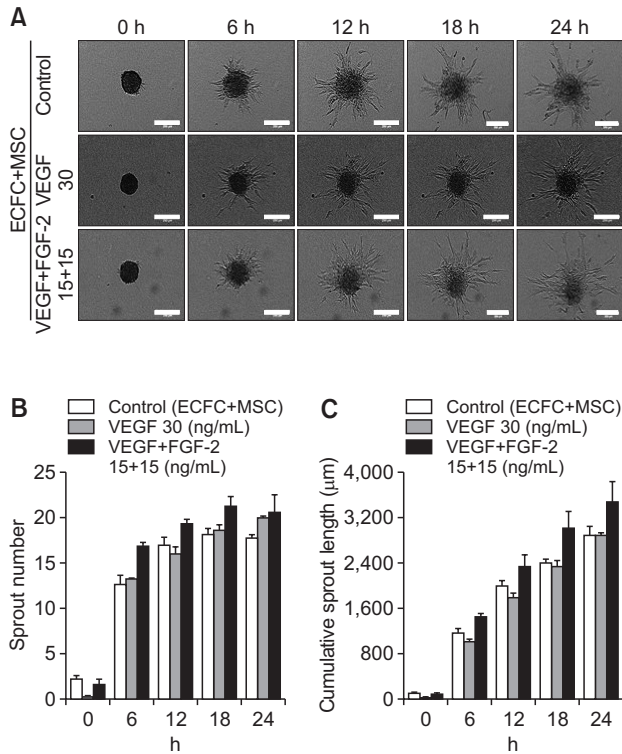 A
0 h 6 h 12 h 18 h 24 h
ECFC+MSC
Control
VEGF
30
VEGF+FGF-2
15+15
B
Control (ECFC+MSC)
VEGF 30 (ng/mL)
VEGF+FGF-2
15+15 (ng/mL)
Sprout number
25
20
15
10
5
0
0 6 12 18 24
h
C
Control (ECFC+MSC)
VEGF 30 (ng/mL)
VEGF+FGF-2
15+15 (ng/mL)
Cumulative sprout length (μm)
4,000
3,200
2,400
1,600
800
0
0 6 12 18 24
h